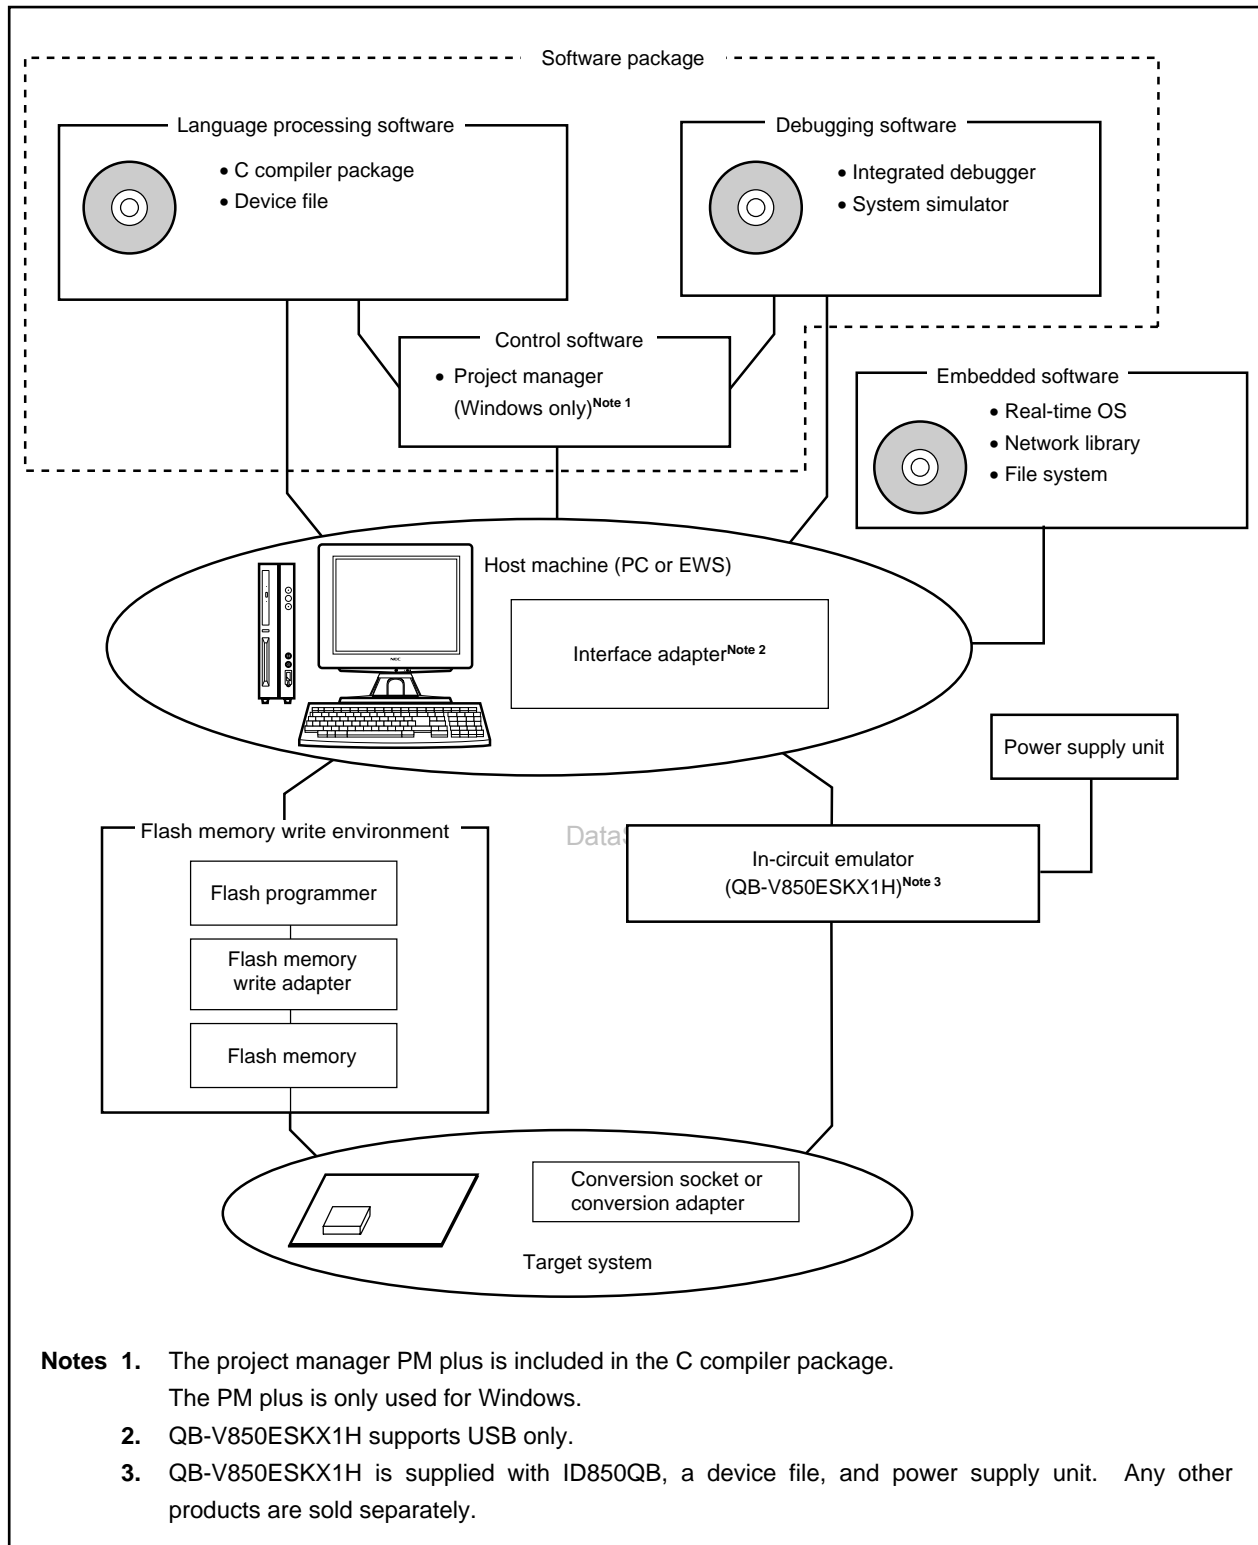 Software package
Language processing software
• C compiler package
• Device file
Debugging software
• Integrated debugger
• System simulator
Control software
• Project manager
(Windows only)Note 1
Embedded software
• Real-time OS
• Network library
• File system
Host machine (PC or EWS)
Interface adapterNote 2
NEC
Power supply unit
Flash memory write environment
Flash programmer
Flash memory
write adapter
Flash memory
In-circuit emulator
(QB-V850ESKX1H)Note 3
Conversion socket or
conversion adapter
Target system
Notes 1. The project manager PM plus is included in the C compiler package.
The PM plus is only used for Windows.
2. QB-V850ESKX1H supports USB only.
3. QB-V850ESKX1H is supplied with ID850QB, a device file, and power supply unit. Any other
products are sold separately.